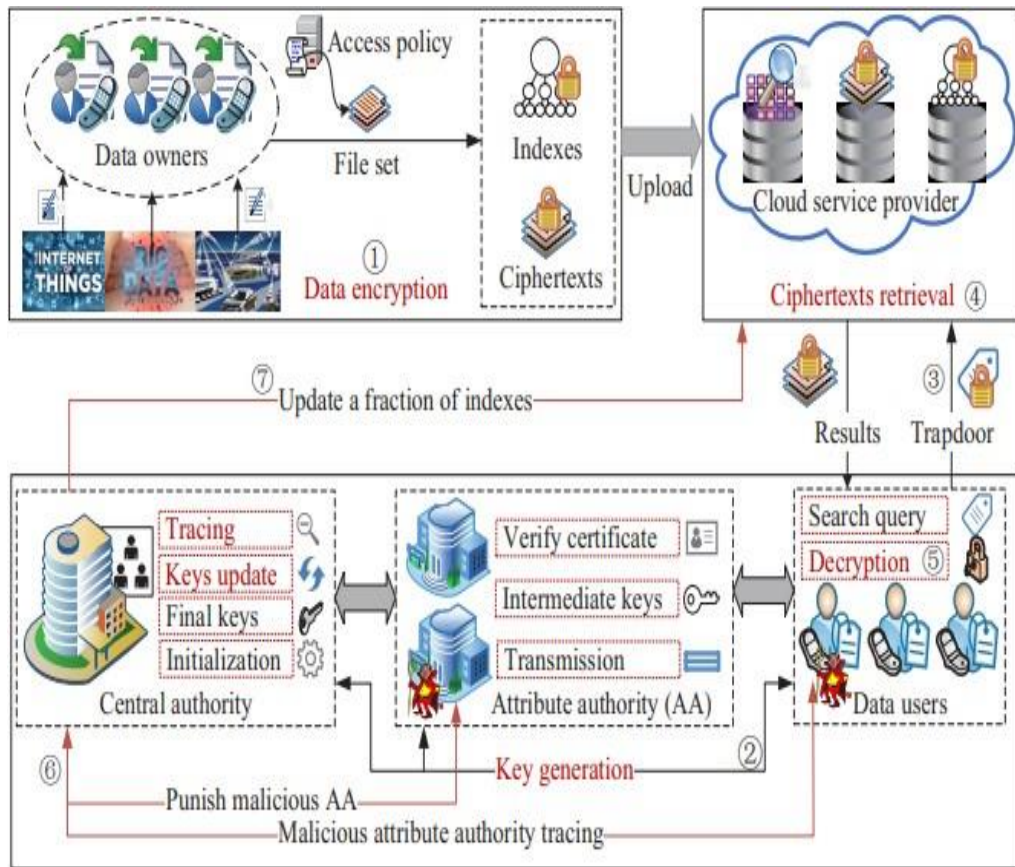 Access policy
Data owners
File set
Indexes
Ciphertexts
Upload
Cloud service provider
INTERNET
OF
THINGS
BIG
DATA
①
Data encryption
Ciphertexts retrieval ④
⑦
Update a fraction of indexes
③
Results
Trapdoor
Tracing
Keys update
Final keys
Initialization
Central authority
Verify certificate
Intermediate keys
Transmission
Attribute authority (AA)
Search query
Decryption ⑤
Data users
⑥
Key generation
②
Punish malicious AA
Malicious attribute authority tracing